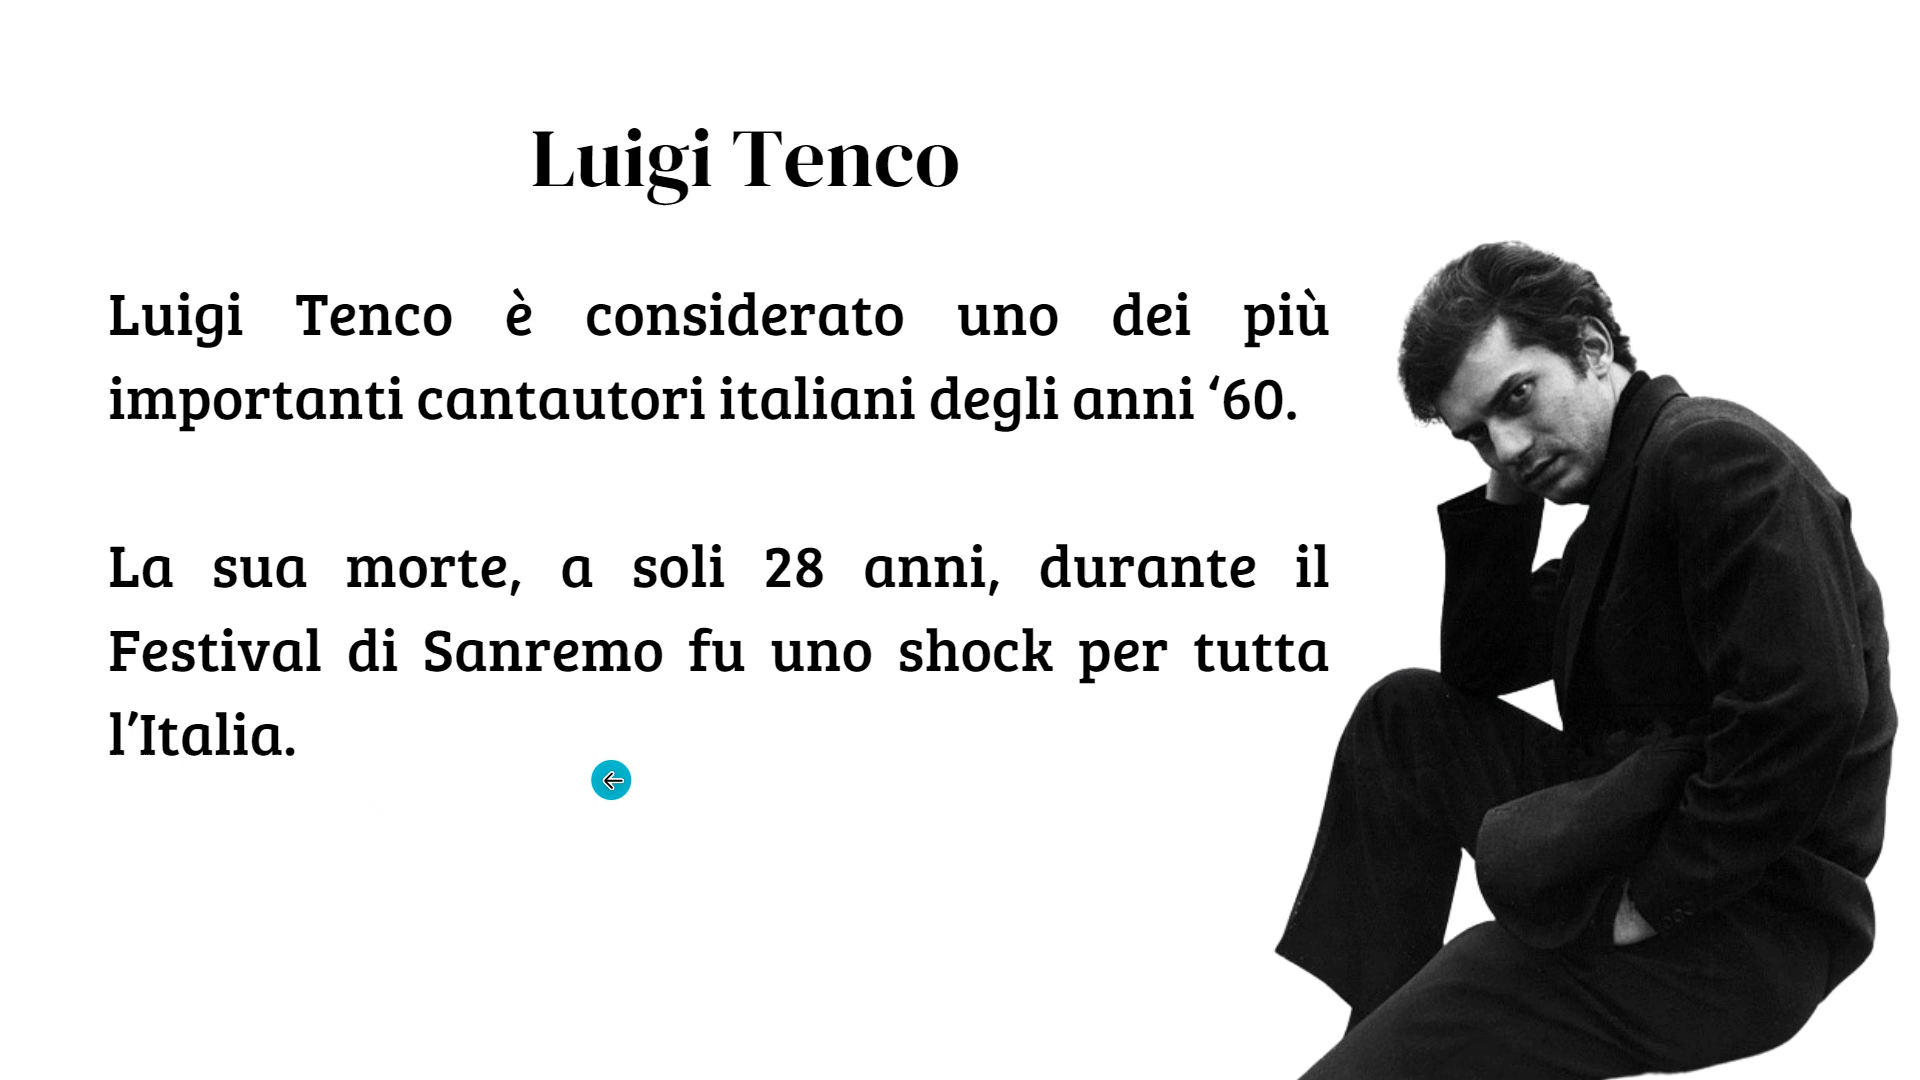 Luigi Tenco
Luigi Tenco è considerato uno dei più
importanti cantautori italiani degli anni ‘60.
La sua morte, a soli 28 anni, durante il
Festival di Sanremo fu uno shock per tutta
l’Italia.